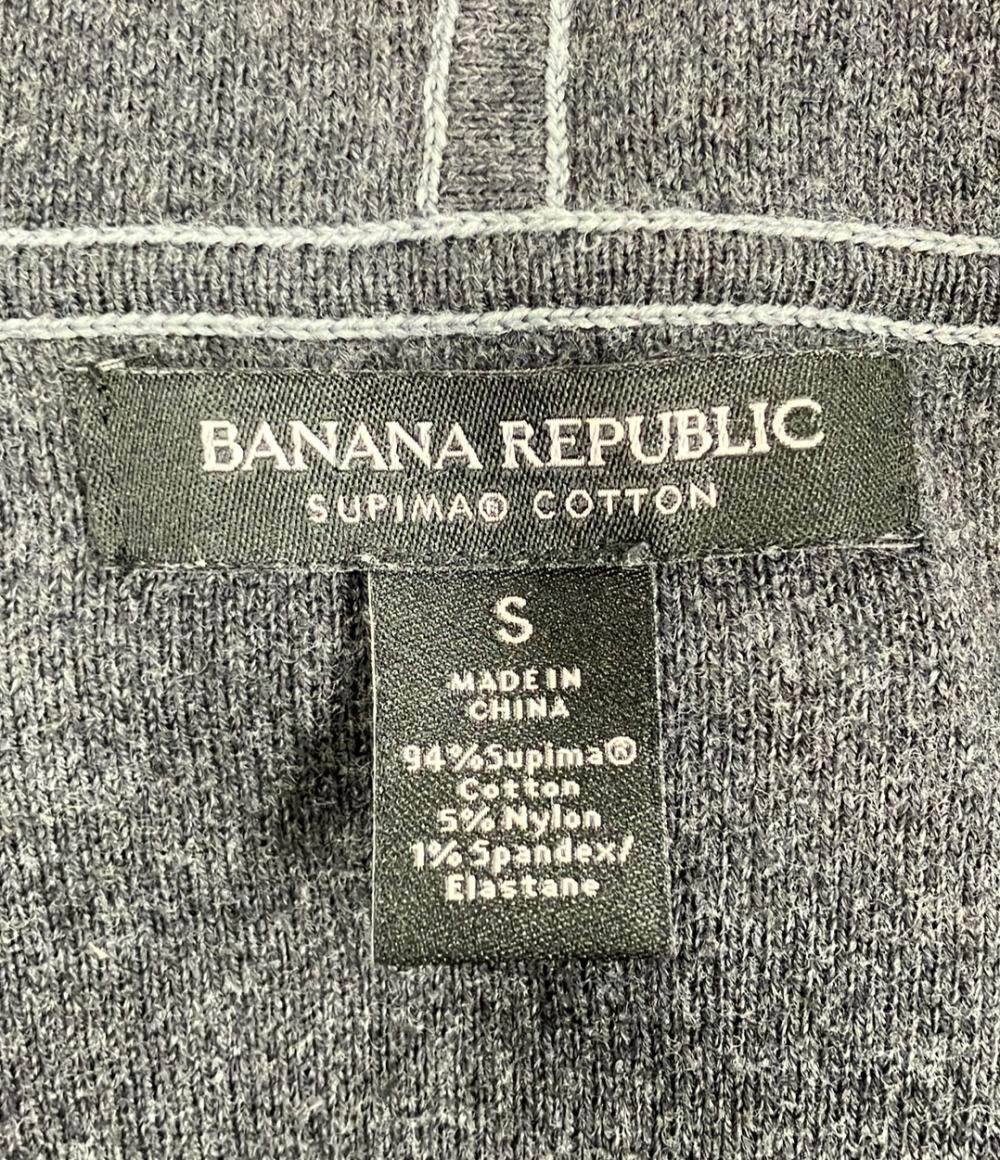 BANANA REPUBLIC
SUPIMA® COTTON
S
MADE IN
CHINA
94%Supima®
Cotton
5%Nylon
1%Spandex/
Elastane